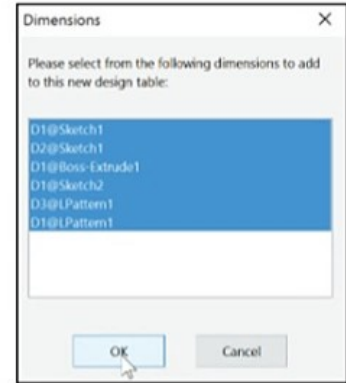 Dimensions
Please select from the following dimensions to add
to this new design table:
D1@Sketch1
D2@Sketch1
D1@Boss-Extrude1
D1@Sketch2
D3@LPattern1
D1@LPattern1
OK
Cancel